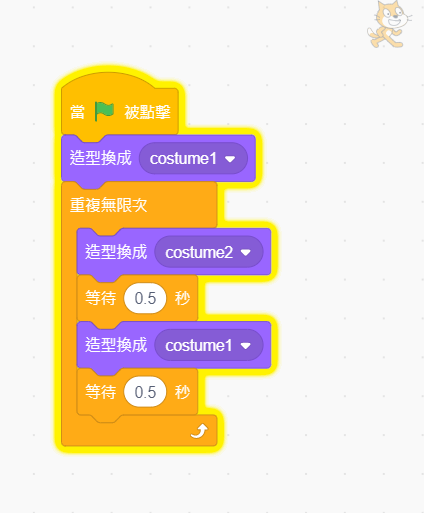 當 被點擊
造型換成 costume1
重複無限次
造型換成 costume2
等待 0.5 秒
造型換成 costume1
等待 0.5 秒